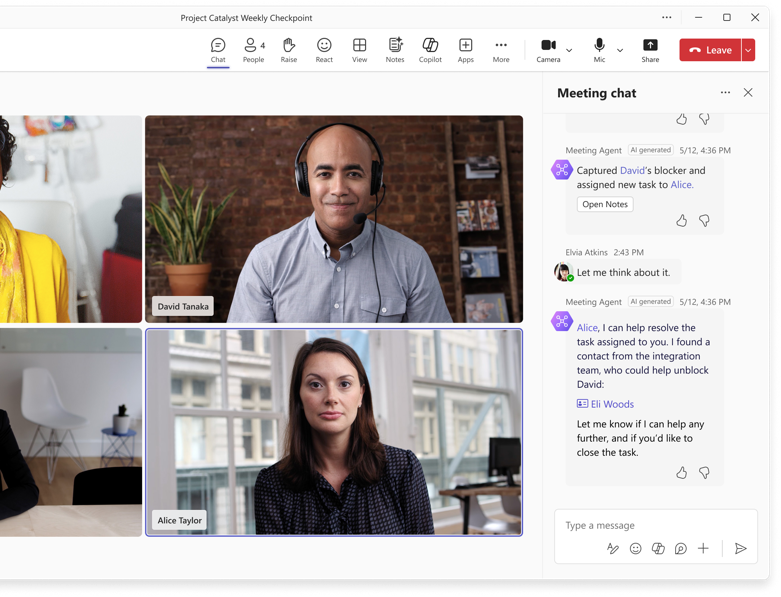 Project Catalyst Weekly Checkpoint
Chat
4
People
Raise
React
View
Notes
Copilot
Apps
More
Camera
Mic
Share
Leave
David Tanaka
Alice Taylor
Meeting chat
Meeting Agent AI generated 5/12, 4:36 PM
Captured David's blocker and
assigned new task to Alice.
Open Notes
Elvia Atkins 2:43 PM
Let me think about it.
Meeting Agent AI generated 5/12, 4:36 PM
Alice, I can help resolve the
task assigned to you. I found a
contact from the integration
team, who could help unblock
David:
Eli Woods
Let me know if I can help any
further, and if you'd like to
close the task.
Type a message